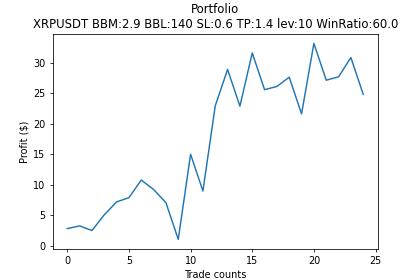 Portfolio
XRPUSDT BBM:2.9 BBL:140 SL:0.6 TP:1.4 lev:10 WinRatio:60.0
Profit ($)
30
25
20
15
10
5
0
0 5 10 15 20 25
Trade counts